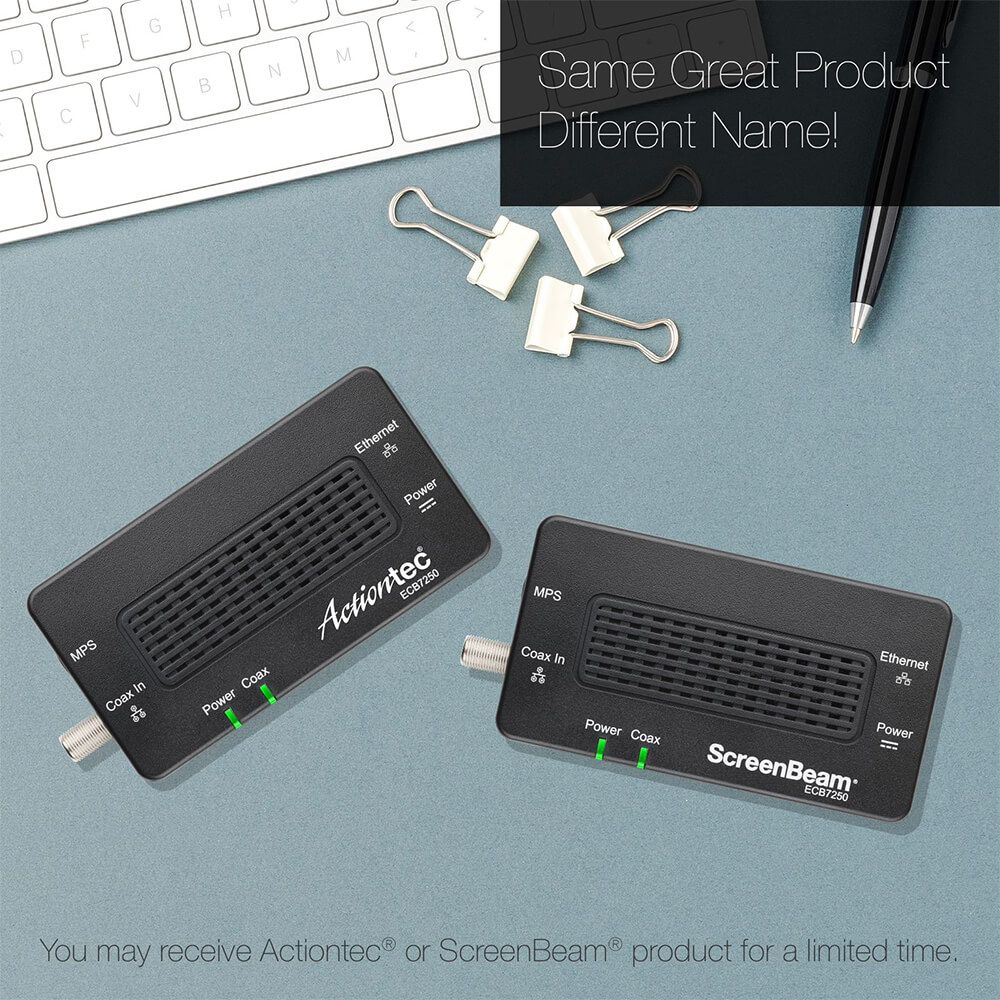 D F G H J K L < , > .
C V B N M
Same Great Product
Different Name!
Ethernet
Power
Actiontec®
ECB7250
MPS
Coax In
Power Coax
MPS
Coax In
Ethernet
Power
Power Coax
ScreenBeam®
ECB7250
You may receive Actiontec® or ScreenBeam® product for a limited time.